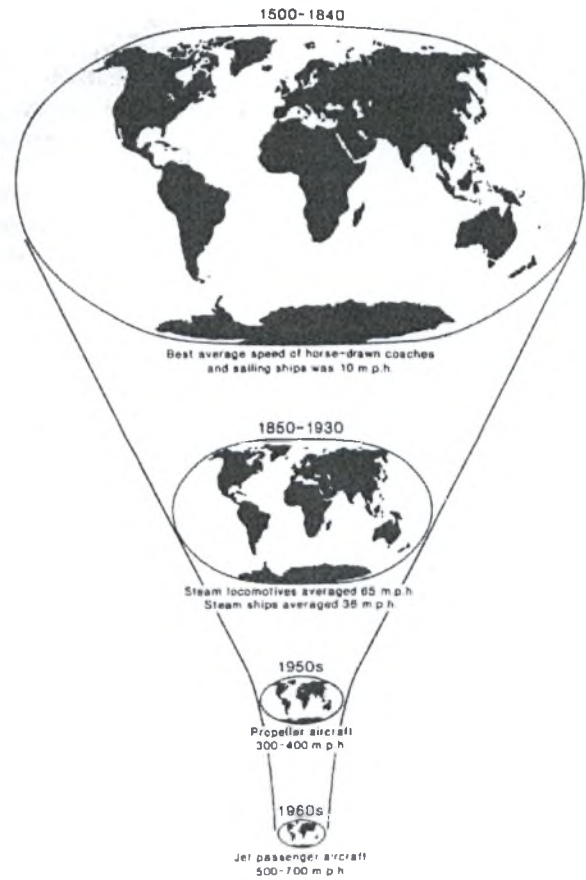 1500-1840
Best average speed of horse-drawn coaches
and sailing ships was 10 m.p.h.
1850-1930
Steam locomotives averaged 65 m.p.h.
Steam ships averaged 36 m.p.h.
1950s
Propeller aircraft
300-400 m.p.h.
1960s
Jet passenger aircraft
500-700 m.p.h.